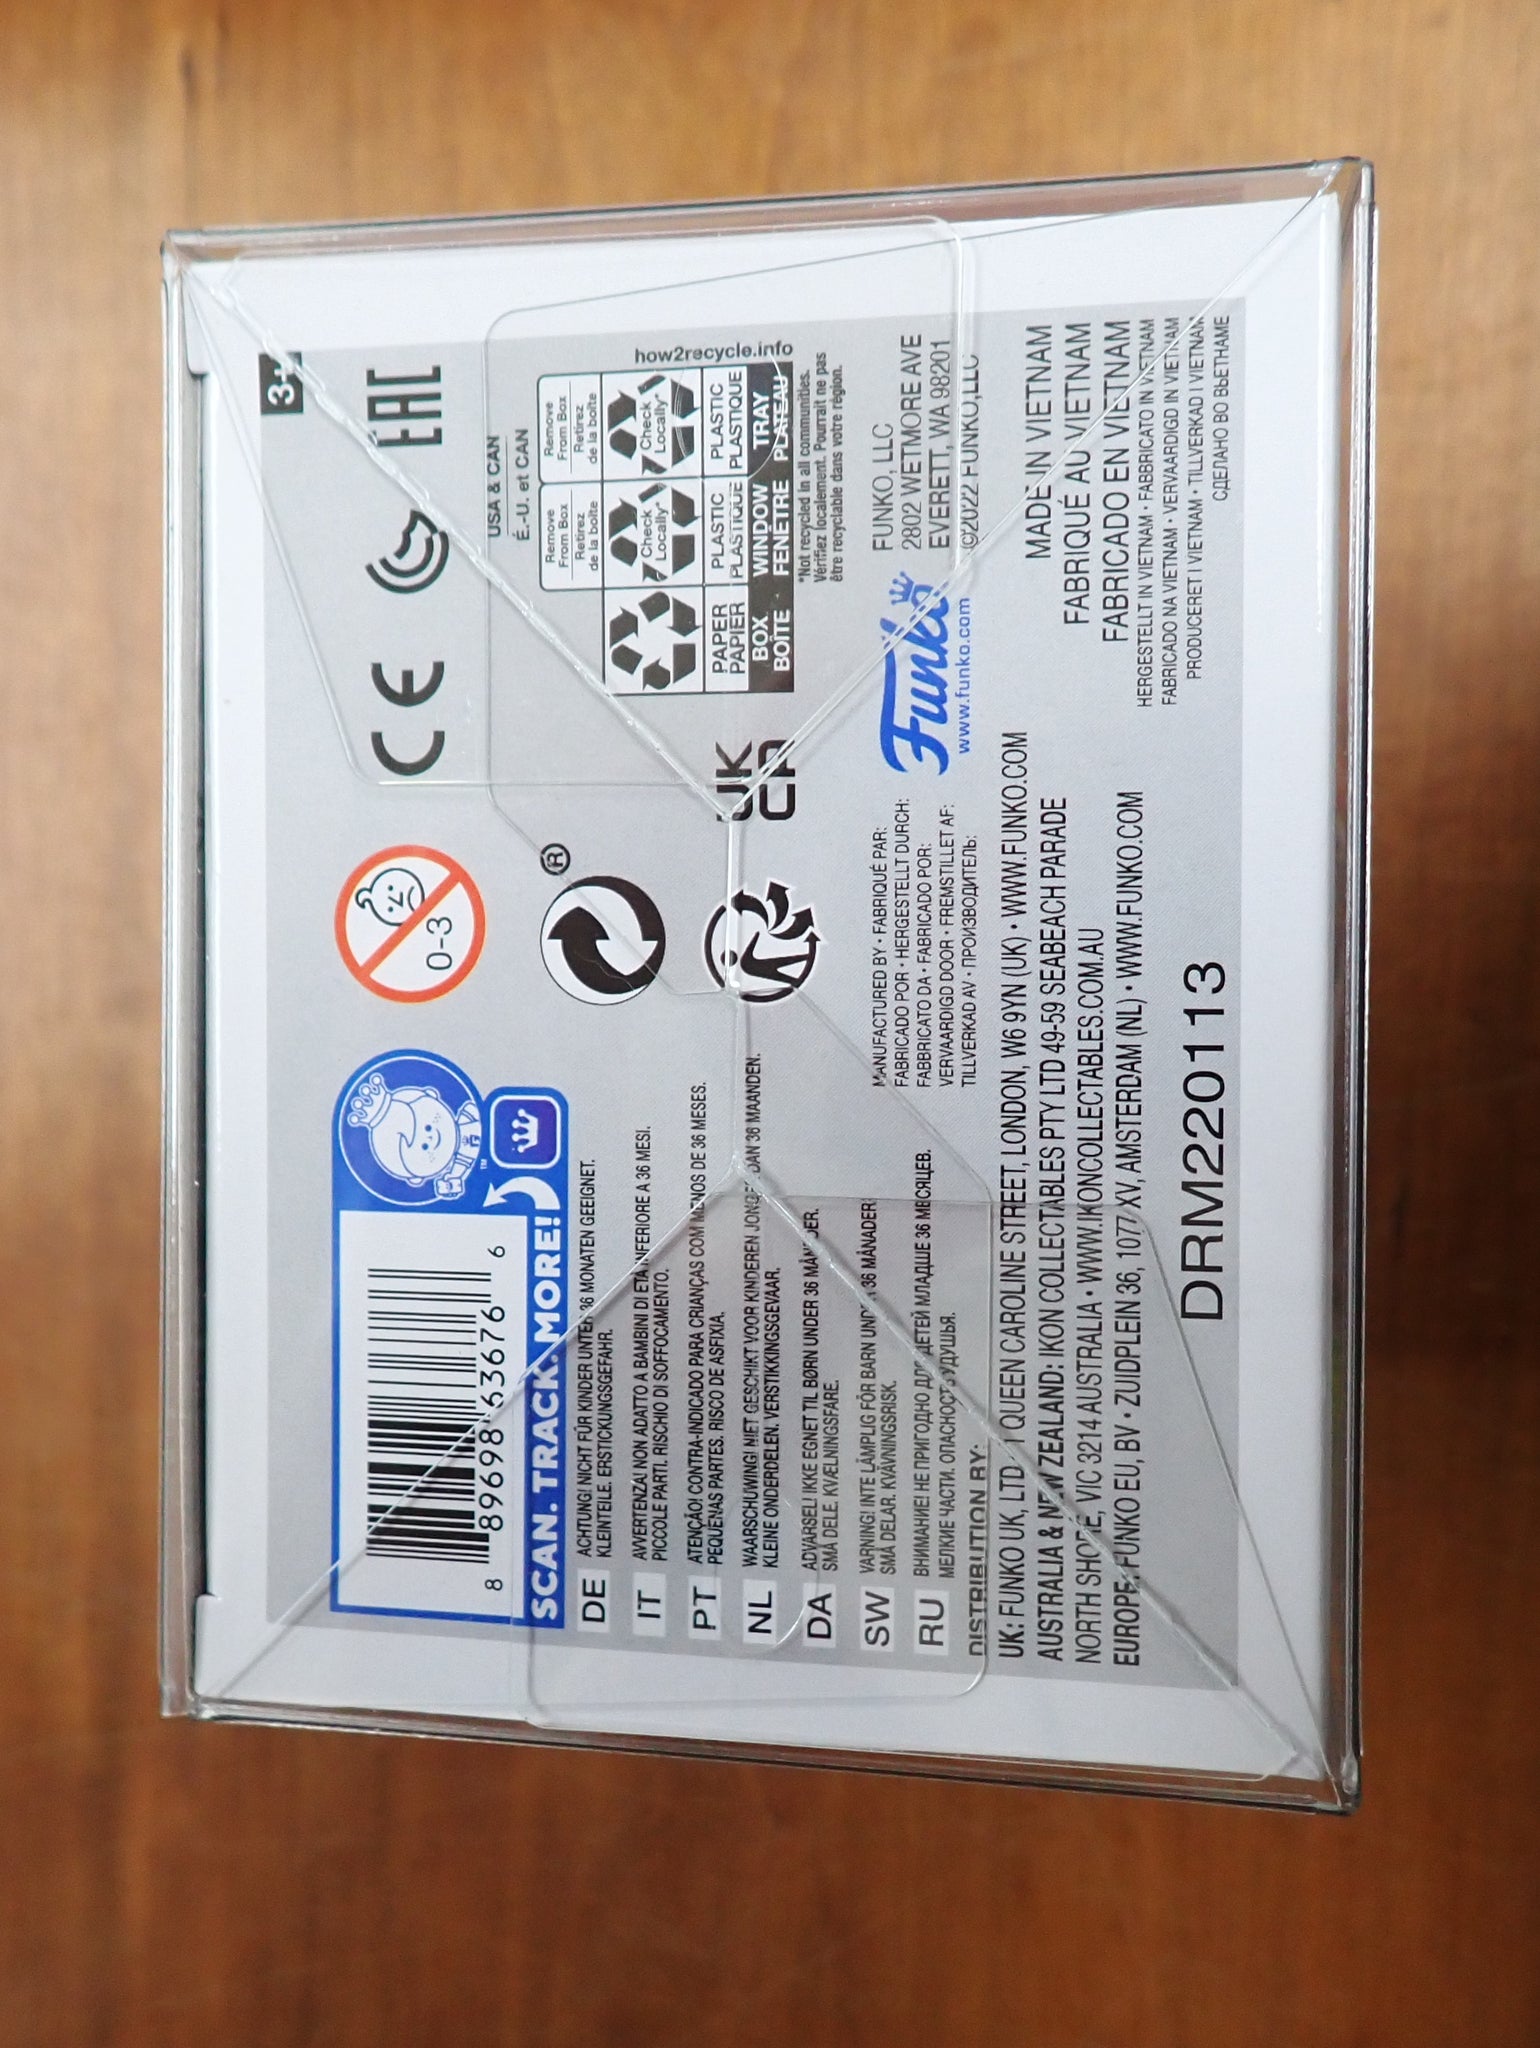 3+
8 89698 63676 6
SCAN. TRACK. MORE!
™
0-3
CE
EAC
®
UK
CA
USA & CAN
É.-U. et CAN
Remove
From Box
Retirez
de la boîte
Remove
From Box
Retirez
de la boîte
Check
Locally*
Check
Locally*
PAPER
PAPIER
PLASTIC
PLASTIQUE
PLASTIC
PLASTIQUE
BOX
BOÎTE
WINDOW
FENÊTRE
TRAY
PLATEAU
how2recycle.info
*Not recycled in all communities.
Vérifiez localement. Pourrait ne pas
être recyclable dans votre région.
DE ACHTUNG! NICHT FÜR KINDER UNTER 36 MONATEN GEEIGNET.
KLEINTEILE. ERSTICKUNGSGEFAHR.
IT AVVERTENZA! NON ADATTO A BAMBINI DI ETÀ INFERIORE A 36 MESI.
PICCOLE PARTI. RISCHIO DI SOFFOCAMENTO.
PT ATENÇÃO! CONTRA-INDICADO PARA CRIANÇAS COM MENOS DE 36 MESES.
PEQUENAS PARTES. RISCO DE ASFIXIA.
NL WAARSCHUWING! NIET GESCHIKT VOOR KINDEREN JONGER DAN 36 MAANDEN.
KLEINE ONDERDELEN. VERSTIKKINGSGEVAAR.
DA ADVARSEL! IKKE EGNET TIL BØRN UNDER 36 MÅNEDER.
SMÅ DELE. KVÆLNINGSFARE.
SW VARNING! INTE LÄMPLIG FÖR BARN UNDER 36 MÅNADER.
SMÅ DELAR. KVÄVNINGSRISK.
RU ВНИМАНИЕ! НЕ ПРИГОДНО ДЛЯ ДЕТЕЙ МЛАДШЕ 36 МЕСЯЦЕВ.
МЕЛКИЕ ЧАСТИ. ОПАСНОСТЬ УДУШЬЯ.
MANUFACTURED BY • FABRIQUÉ PAR:
FABRICADO POR • HERGESTELLT DURCH:
FABBRICATO DA • FABRICADO POR:
VERVAARDIGD DOOR • FREMSTILLET AF:
TILLVERKAD AV • ПРОИЗВОДИТЕЛЬ:
Funko
www.funko.com
FUNKO, LLC
2802 WETMORE AVE
EVERETT, WA 98201
©2022 FUNKO, LLC
DISTRIBUTION BY:
UK: FUNKO UK, LTD. 1 QUEEN CAROLINE STREET, LONDON, W6 9YN (UK) • WWW.FUNKO.COM
AUSTRALIA & NEW ZEALAND: IKON COLLECTABLES PTY LTD 49-59 SEABEACH PARADE
NORTH SHORE, VIC 3214 AUSTRALIA • WWW.IKONCOLLECTABLES.COM.AU
EUROPE: FUNKO EU, BV • ZUIDPLEIN 36, 1077 XV, AMSTERDAM (NL) • WWW.FUNKO.COM
MADE IN VIETNAM
FABRIQUÉ AU VIETNAM
FABRICADO EN VIETNAM
HERGESTELLT IN VIETNAM • FABBRICATO IN VIETNAM
FABRICADO NA VIETNAM • VERVAARDIGD IN VIETNAM
PRODUCERET I VIETNAM • TILLVERKAD I VIETNAM
СДЕЛАНО ВО ВЬЕТНАМЕ
DRM220113